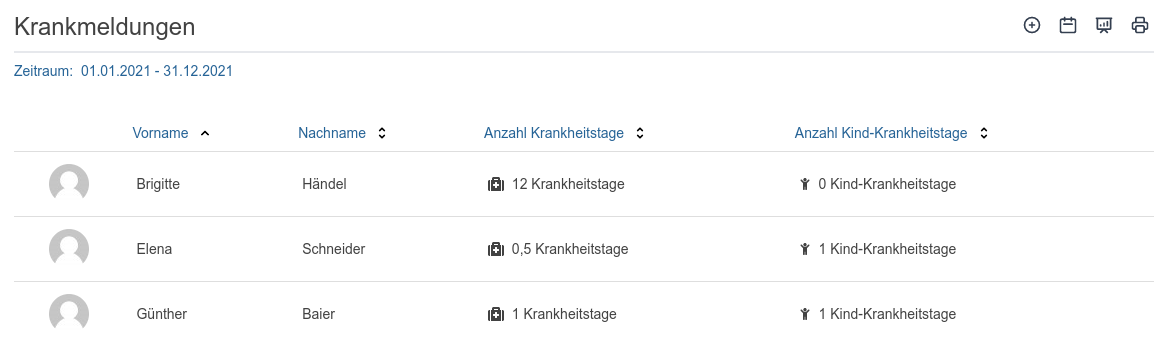 Krankmeldungen
Zeitraum: 01.01.2021 - 31.12.2021
Vorname Nachname Anzahl Krankheitstage Anzahl Kind-Krankheitstage
Brigitte Händel 12 Krankheitstage 0 Kind-Krankheitstage
Elena Schneider 0,5 Krankheitstage 1 Kind-Krankheitstage
Günther Baier 1 Krankheitstage 1 Kind-Krankheitstage